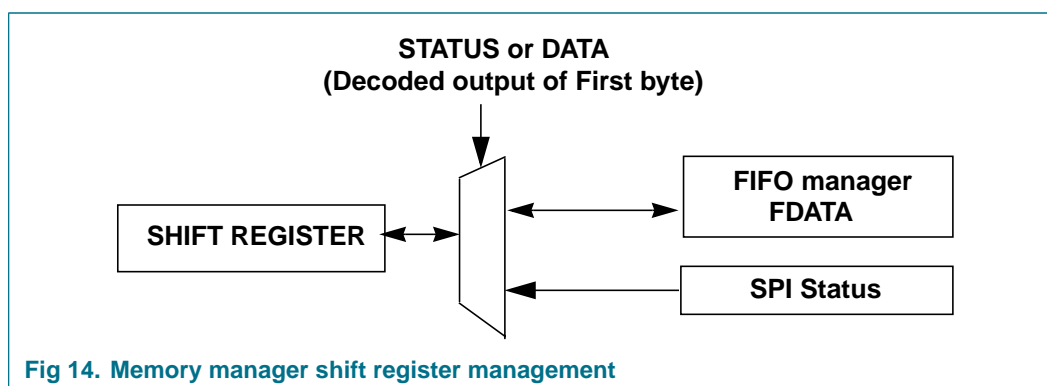 STATUS or DATA
(Decoded output of First byte)
SHIFT REGISTER
FIFO manager
FDATA
SPI Status
Fig 14. Memory manager shift register management